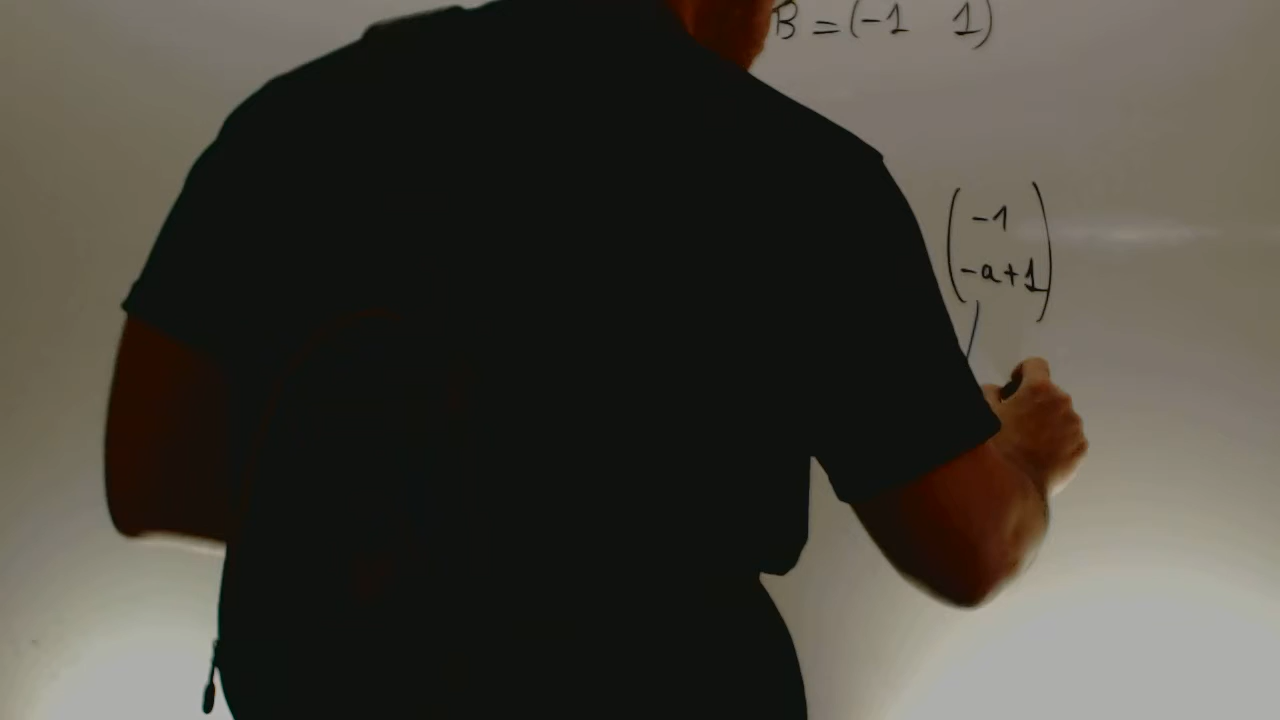 B = (-1 1)
(-1
-a+1)